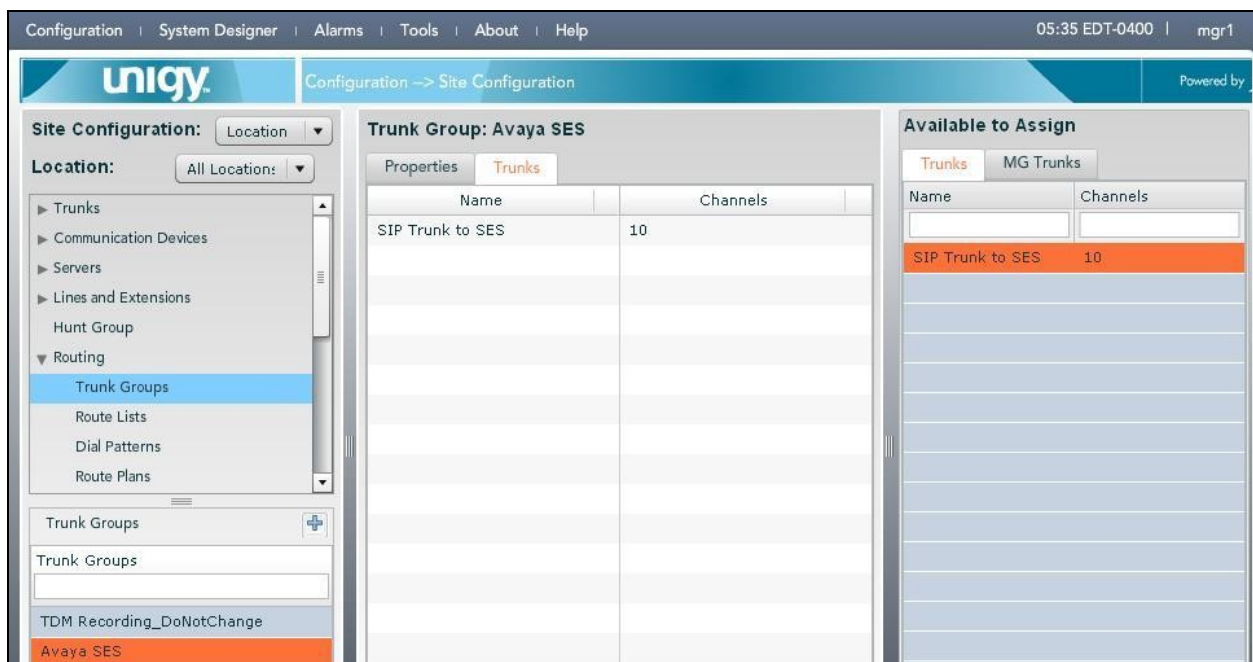 Configuration | System Designer | Alarms | Tools | About | Help 05:35 EDT-0400 | mgr1
unigy. Configuration --> Site Configuration Powered by
Site Configuration: Location
Location: All Locations
Trunks
Communication Devices
Servers
Lines and Extensions
Hunt Group
Routing
Trunk Groups
Route Lists
Dial Patterns
Route Plans
Trunk Groups
Trunk Groups
TDM Recording_DoNotChange
Avaya SES
Trunk Group: Avaya SES
Properties Trunks
Name Channels
SIP Trunk to SES 10
Available to Assign
Trunks MG Trunks
Name Channels
SIP Trunk to SES 10